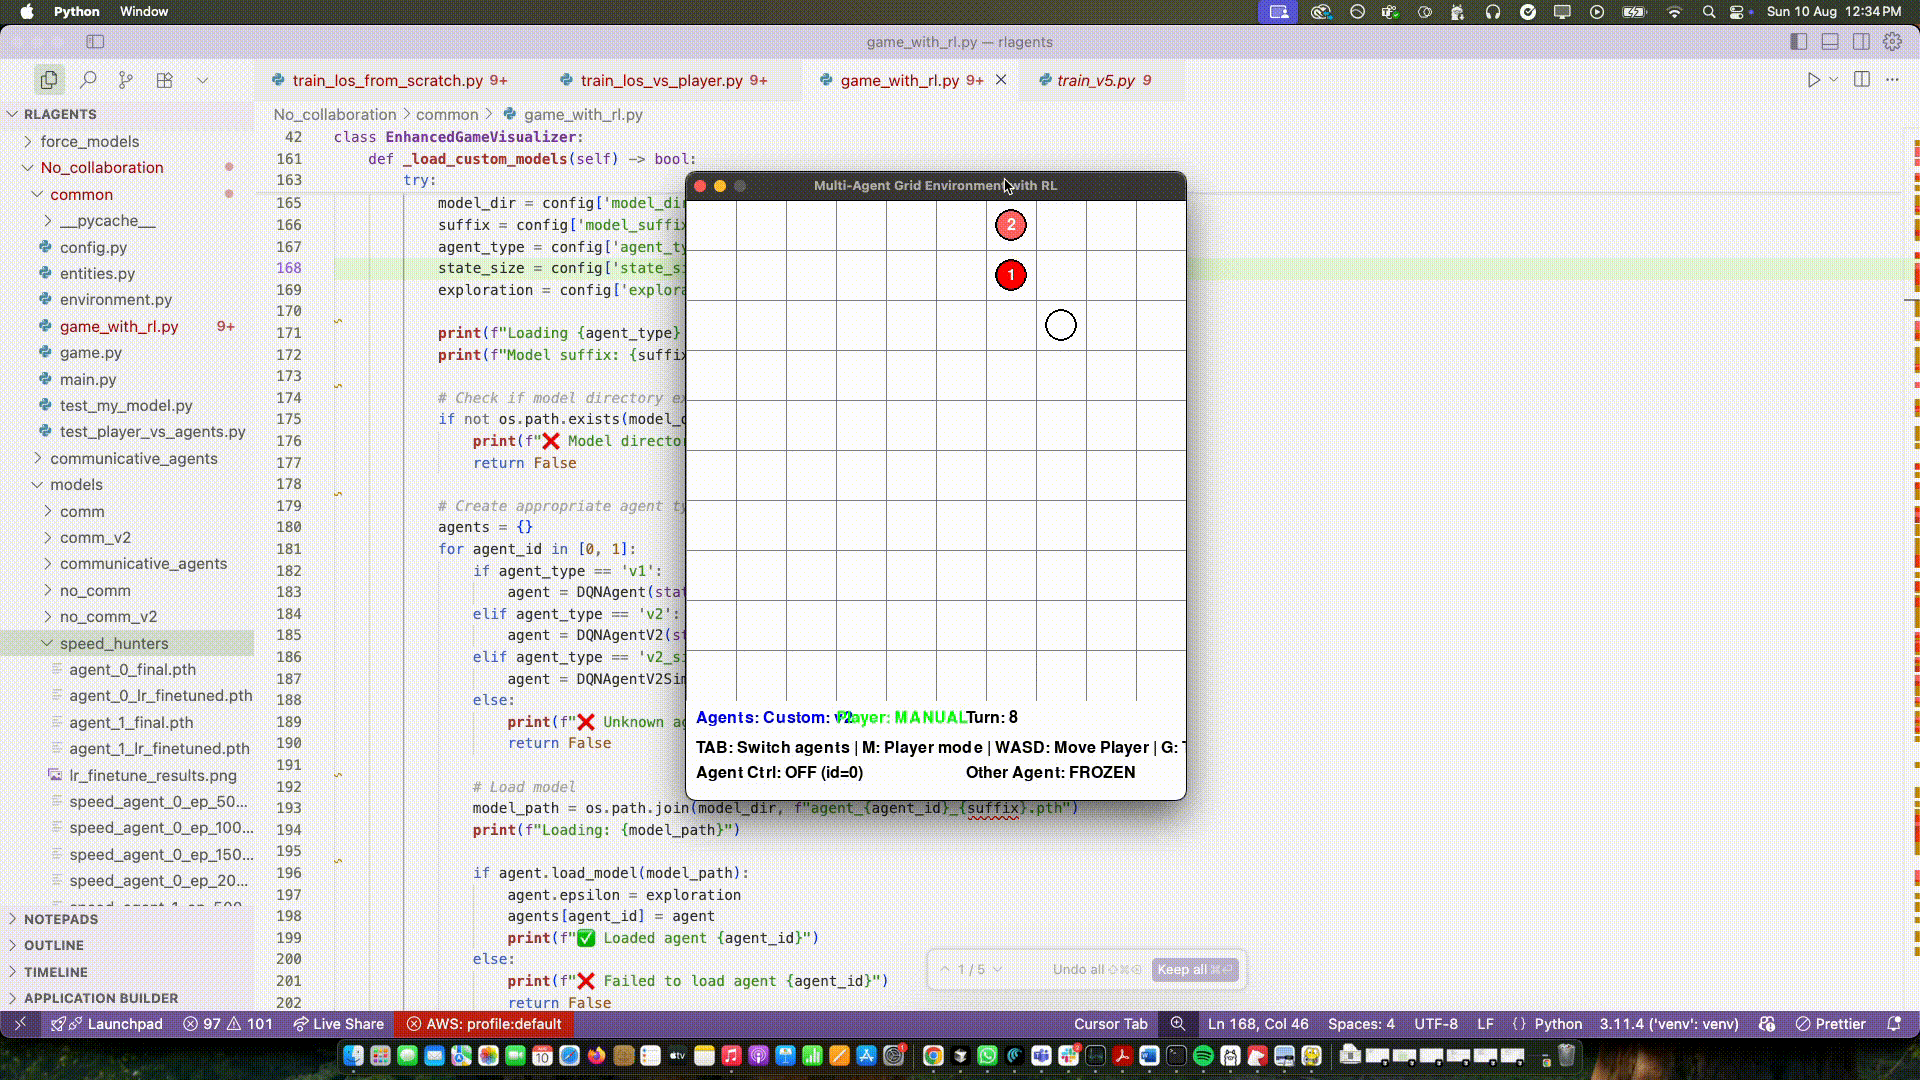 Python Window Sun 10 Aug 12:34 PM
game_with_rl.py — rlagents
train_los_from_scratch.py 9+ train_los_vs_player.py 9+ game_with_rl.py 9+ train_v5.py 9
RLAGENTS
force_models
No_collaboration
common
__pycache__
config.py
entities.py
environment.py
game_with_rl.py 9+
game.py
main.py
test_my_model.py
test_player_vs_agents.py
communicative_agents
models
comm
comm_v2
communicative_agents
no_comm
no_comm_v2
speed_hunters
agent_0_final.pth
agent_0_lr_finetuned.pth
agent_1_final.pth
agent_1_lr_finetuned.pth
lr_finetune_results.png
speed_agent_0_ep_50...
speed_agent_0_ep_100...
speed_agent_0_ep_150...
speed_agent_0_ep_20...
NOTEPADS
OUTLINE
TIMELINE
APPLICATION BUILDER
No_collaboration > common > game_with_rl.py
42 class EnhancedGameVisualizer:
161 def _load_custom_models(self) -> bool:
163 try:
165 model_dir = config['model_di
166 suffix = config['model_suffi
167 agent_type = config['agent_ty
168 state_size = config['state_si
169 exploration = config['explora
170
171 print(f"Loading {agent_type}
172 print(f"Model suffix: {suffix
173
174 # Check if model directory ex
175 if not os.path.exists(model_d
176 print(f"❌ Model director
177 return False
178
179 # Create appropriate agent ty
180 agents = {}
181 for agent_id in [0, 1]:
182 if agent_type == 'v1':
183 agent = DQNAgent(stat
184 elif agent_type == 'v2':
185 agent = DQNAgentV2(st
186 elif agent_type == 'v2_si
187 agent = DQNAgentV2Sim
188 else:
189 print(f"❌ Unknown ag
190 return False
191
192 # Load model
193 model_path = os.path.join(model_dir, f"agent_{agent_id}_{suffix}.pth")
194 print(f"Loading: {model_path}")
195
196 if agent.load_model(model_path):
197 agent.epsilon = exploration
198 agents[agent_id] = agent
199 print(f"✅ Loaded agent {agent_id}")
200 else:
201 print(f"❌ Failed to load agent {agent_id}")
202 return False
Multi-Agent Grid Environment with RL
2
1
Agents: Custom: v2 Player: MANUAL Turn: 8
TAB: Switch agents | M: Player mode | WASD: Move Player | G:
Agent Ctrl: OFF (id=0) Other Agent: FROZEN
1 / 5 Undo all Keep all
Launchpad 97 101 Live Share AWS: profile:default Cursor Tab Ln 168, Col 46 Spaces: 4 UTF-8 LF {} Python 3.11.4 ('venv': venv) Prettier